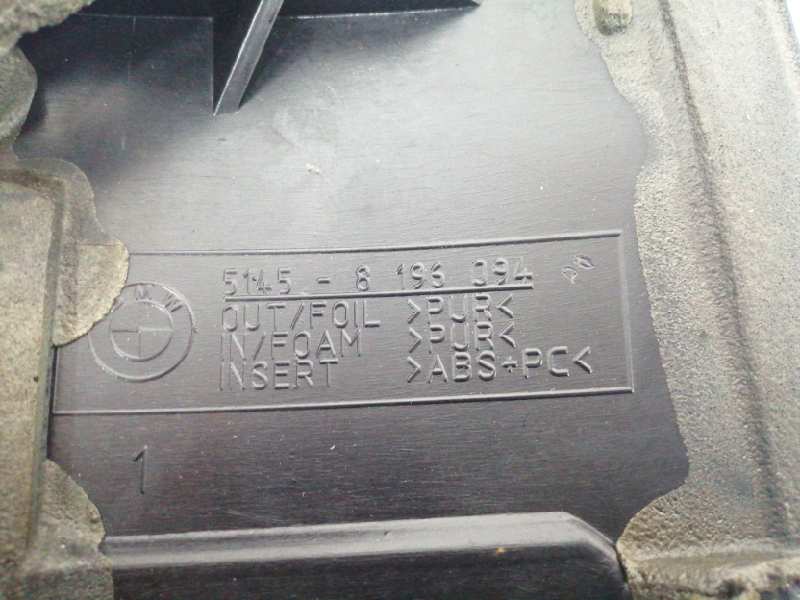 5145 - 8 196 094
BMW
OUT/FOIL >PUR<
IN/FOAM >PUR<
INSERT >ABS+PC<
1